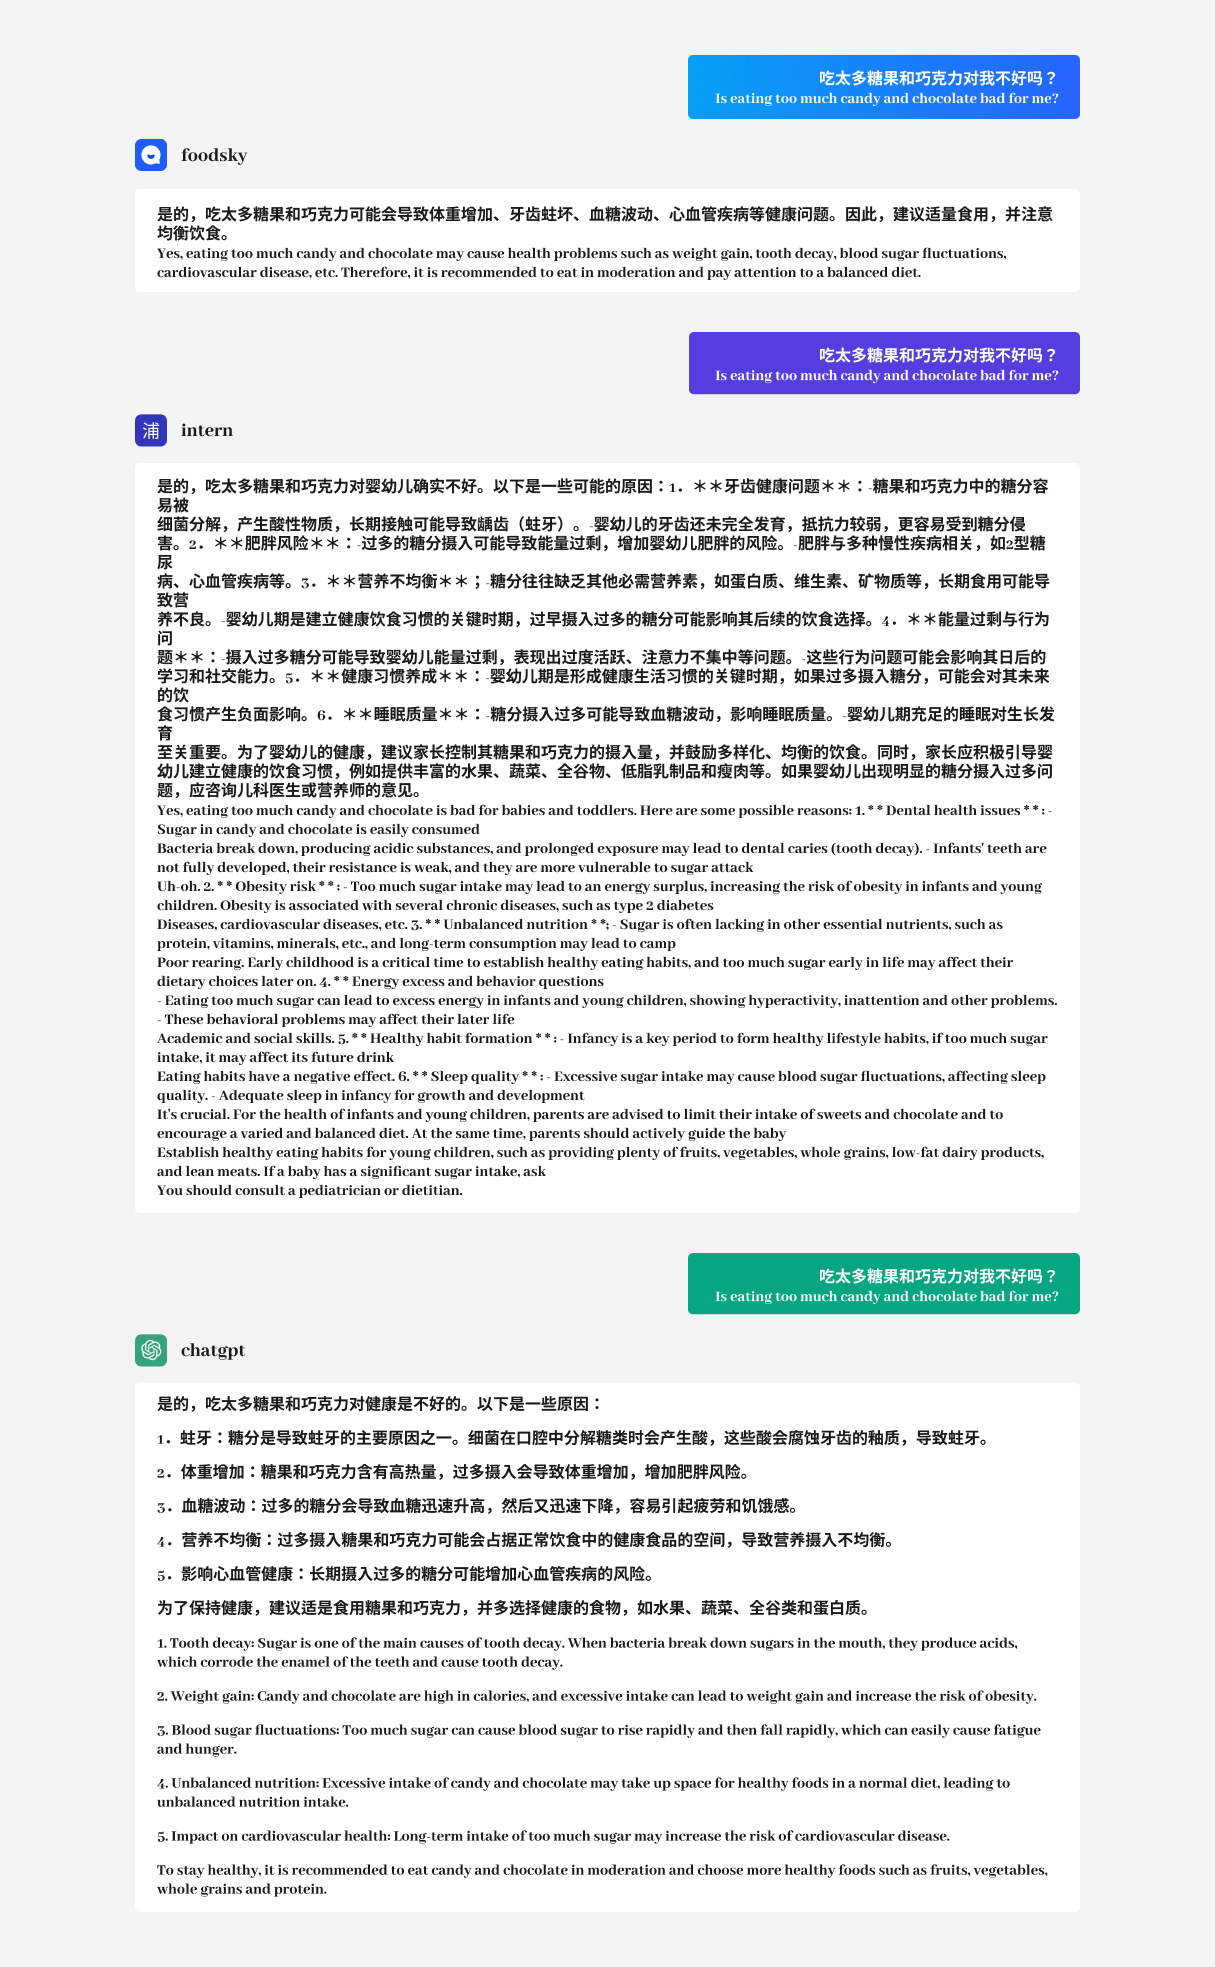 吃太多糖果和巧克力对我不好吗？
Is eating too much candy and chocolate bad for me?
foodsky
是的，吃太多糖果和巧克力可能会导致体重增加、牙齿蛀坏、血糖波动、心血管疾病等健康问题。因此，建议适量食用，并注意
均衡饮食。
Yes, eating too much candy and chocolate may cause health problems such as weight gain, tooth decay, blood sugar fluctuations,
cardiovascular disease, etc. Therefore, it is recommended to eat in moderation and pay attention to a balanced diet.
吃太多糖果和巧克力对我不好吗？
Is eating too much candy and chocolate bad for me?
浦 intern
是的，吃太多糖果和巧克力对婴幼儿确实不好。以下是一些可能的原因：1．＊＊牙齿健康问题＊＊：-糖果和巧克力中的糖分容
易被
细菌分解，产生酸性物质，长期接触可能导致龋齿（蛀牙）。-婴幼儿的牙齿还未完全发育，抵抗力较弱，更容易受到糖分侵
害。2．＊＊肥胖风险＊＊：-过多的糖分摄入可能导致能量过剩，增加婴幼儿肥胖的风险。-肥胖与多种慢性疾病相关，如2型糖
尿
病、心血管疾病等。3．＊＊营养不均衡＊＊；-糖分往往缺乏其他必需营养素，如蛋白质、维生素、矿物质等，长期食用可能导
致营
养不良。-婴幼儿期是建立健康饮食习惯的关键时期，过早摄入过多的糖分可能影响其后续的饮食选择。4．＊＊能量过剩与行为
问
题＊＊：-摄入过多糖分可能导致婴幼儿能量过剩，表现出过度活跃、注意力不集中等问题。-这些行为问题可能会影响其日后的
学习和社交能力。5．＊＊健康习惯养成＊＊：-婴幼儿期是形成健康生活习惯的关键时期，如果过多摄入糖分，可能会对其未来
的饮
食习惯产生负面影响。6．＊＊睡眠质量＊＊：-糖分摄入过多可能导致血糖波动，影响睡眠质量。-婴幼儿期充足的睡眠对生长发
育
至关重要。为了婴幼儿的健康，建议家长控制其糖果和巧克力的摄入量，并鼓励多样化、均衡的饮食。同时，家长应积极引导婴
幼儿建立健康的饮食习惯，例如提供丰富的水果、蔬菜、全谷物、低脂乳制品和瘦肉等。如果婴幼儿出现明显的糖分摄入过多问
题，应咨询儿科医生或营养师的意见。
Yes, eating too much candy and chocolate is bad for babies and toddlers. Here are some possible reasons: 1. * * Dental health issues * * : -
Sugar in candy and chocolate is easily consumed
Bacteria break down, producing acidic substances, and prolonged exposure may lead to dental caries (tooth decay). - Infants' teeth are
not fully developed, their resistance is weak, and they are more vulnerable to sugar attack
Uh-oh. 2. * * Obesity risk * * : - Too much sugar intake may lead to an energy surplus, increasing the risk of obesity in infants and young
children. Obesity is associated with several chronic diseases, such as type 2 diabetes
Diseases, cardiovascular diseases, etc. 3. * * Unbalanced nutrition * *; - Sugar is often lacking in other essential nutrients, such as
protein, vitamins, minerals, etc., and long-term consumption may lead to camp
Poor rearing. Early childhood is a critical time to establish healthy eating habits, and too much sugar early in life may affect their
dietary choices later on. 4. * * Energy excess and behavior questions
- Eating too much sugar can lead to excess energy in infants and young children, showing hyperactivity, inattention and other problems.
- These behavioral problems may affect their later life
Academic and social skills. 5. * * Healthy habit formation * * : - Infancy is a key period to form healthy lifestyle habits, if too much sugar
intake, it may affect its future drink
Eating habits have a negative effect. 6. * * Sleep quality * * : - Excessive sugar intake may cause blood sugar fluctuations, affecting sleep
quality. - Adequate sleep in infancy for growth and development
It's crucial. For the health of infants and young children, parents are advised to limit their intake of sweets and chocolate and to
encourage a varied and balanced diet. At the same time, parents should actively guide the baby
Establish healthy eating habits for young children, such as providing plenty of fruits, vegetables, whole grains, low-fat dairy products,
and lean meats. If a baby has a significant sugar intake, ask
You should consult a pediatrician or dietitian.
吃太多糖果和巧克力对我不好吗？
Is eating too much candy and chocolate bad for me?
chatgpt
是的，吃太多糖果和巧克力对健康是不好的。以下是一些原因：
1．蛀牙：糖分是导致蛀牙的主要原因之一。细菌在口腔中分解糖类时会产生酸，这些酸会腐蚀牙齿的釉质，导致蛀牙。
2．体重增加：糖果和巧克力含有高热量，过多摄入会导致体重增加，增加肥胖风险。
3．血糖波动：过多的糖分会导致血糖迅速升高，然后又迅速下降，容易引起疲劳和饥饿感。
4．营养不均衡：过多摄入糖果和巧克力可能会占据正常饮食中的健康食品的空间，导致营养摄入不均衡。
5．影响心血管健康：长期摄入过多的糖分可能增加心血管疾病的风险。
为了保持健康，建议适是食用糖果和巧克力，并多选择健康的食物，如水果、蔬菜、全谷类和蛋白质。
1. Tooth decay: Sugar is one of the main causes of tooth decay. When bacteria break down sugars in the mouth, they produce acids,
which corrode the enamel of the teeth and cause tooth decay.
2. Weight gain: Candy and chocolate are high in calories, and excessive intake can lead to weight gain and increase the risk of obesity.
3. Blood sugar fluctuations: Too much sugar can cause blood sugar to rise rapidly and then fall rapidly, which can easily cause fatigue
and hunger.
4. Unbalanced nutrition: Excessive intake of candy and chocolate may take up space for healthy foods in a normal diet, leading to
unbalanced nutrition intake.
5. Impact on cardiovascular health: Long-term intake of too much sugar may increase the risk of cardiovascular disease.
To stay healthy, it is recommended to eat candy and chocolate in moderation and choose more healthy foods such as fruits, vegetables,
whole grains and protein.